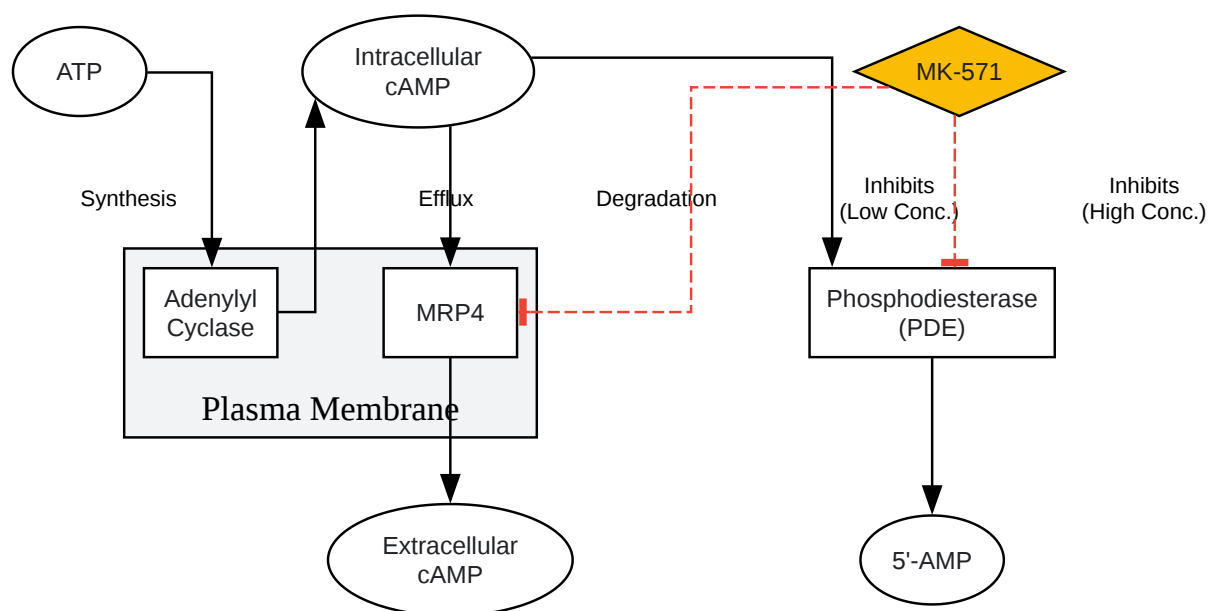 ATP
Intracellular
cAMP
MK-571
Synthesis
Efflux
Degradation
Inhibits
(Low Conc.)
Inhibits
(High Conc.)
Adenylyl
Cyclase
MRP4
Phosphodiesterase
(PDE)
Plasma Membrane
Extracellular
cAMP
5'-AMP